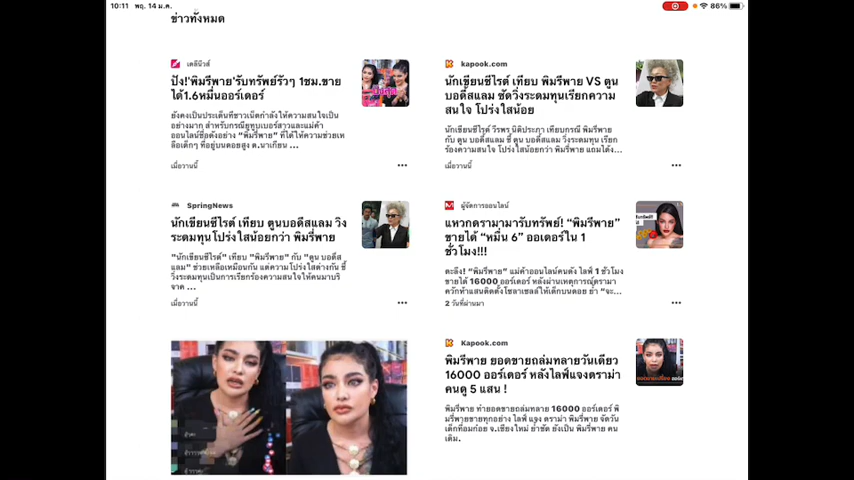 10:11 พฤ. 14 ม.ค.
86%
ข่าวทั้งหมด
เดลินิวส์
ปัง!'พิมรีพาย'รับทรัพย์รัวๆ 1ชม.ขาย
ได้1.6หมื่นออร์เดอร์
ยังคงเป็นประเด็นที่ชาวเน็ตกำลังให้ความสนใจเป็น
อย่างมาก สำหรับกรณียูทูบเบอร์สาวและแม่ค้า
ออนไลน์ชื่อดังอย่าง "พิมรีพาย" ที่ได้ให้ความช่วยเห
ลือเด็กๆ ที่อยู่บนดอยสูง ต.นาเกียน ...
เมื่อวานนี้
kapook.com
นักเขียนซีไรต์ เทียบ พิมรีพาย VS ตูน
บอดี้สแลม ซัดวิ่งระดมทุนเรียกความ
สนใจ โปร่งใสน้อย
นักเขียนซีไรต์ วีรพร นิติประภา เทียบกรณี พิมรีพาย
กับ ตูน บอดี้สแลม ชี้ ตูน บอดี้สแลม วิ่งระดมทุน เรียก
ร้องความสนใจ โปร่งใสน้อยกว่า พิมรีพาย แถมได้ง...
เมื่อวานนี้
SpringNews
นักเขียนซีไรต์ เทียบ ตูนบอดี้สแลม วิ่ง
ระดมทุนโปร่งใสน้อยกว่า พิมรี่พาย
"นักเขียนซีไรต์" เทียบ "พิมรีพาย" กับ "ตูน บอดี้ส
แลม" ช่วยเหลือเหมือนกัน แต่ความโปร่งใสต่างกัน ชี้
วิ่งระดมทุนเป็นการเรียกร้องความสนใจให้คนมาบริ
จาค ...
เมื่อวานนี้
ผู้จัดการออนไลน์
แหวกดรามามารับทรัพย์! "พิมรีพาย"
ขายได้ "หมื่น 6" ออเดอร์ใน 1
ชั่วโมง!!!
ตะลึง! "พิมรีพาย" แม่ค้าออนไลน์คนดัง ไลฟ์ 1 ชั่วโมง
ขายได้ 16000 ออร์เดอร์ หลังผ่านเหตุการณ์ดรามา
ควักห้าแสนติดตั้งโซลาเซลล์ให้เด็กบนดอย ย้ำ "จะ...
2 วันที่ผ่านมา
Kapook.com
พิมรี่พาย ยอดขายถล่มทลายวันเดียว
16000 ออร์เดอร์ หลังไลฟ์แจงดราม่า
คนดู 5 แสน !
พิมรี่พาย ทำยอดขายถล่มทลาย 16000 ออร์เดอร์ พิ
มรี่พายขายทุกอย่าง ไลฟ์ แจง ดราม่า พิมรี่พาย จัดวัน
เด็กที่อมก๋อย จ.เชียงใหม่ ย้ำชัด ยังเป็น พิมรี่พาย คน
เดิม.